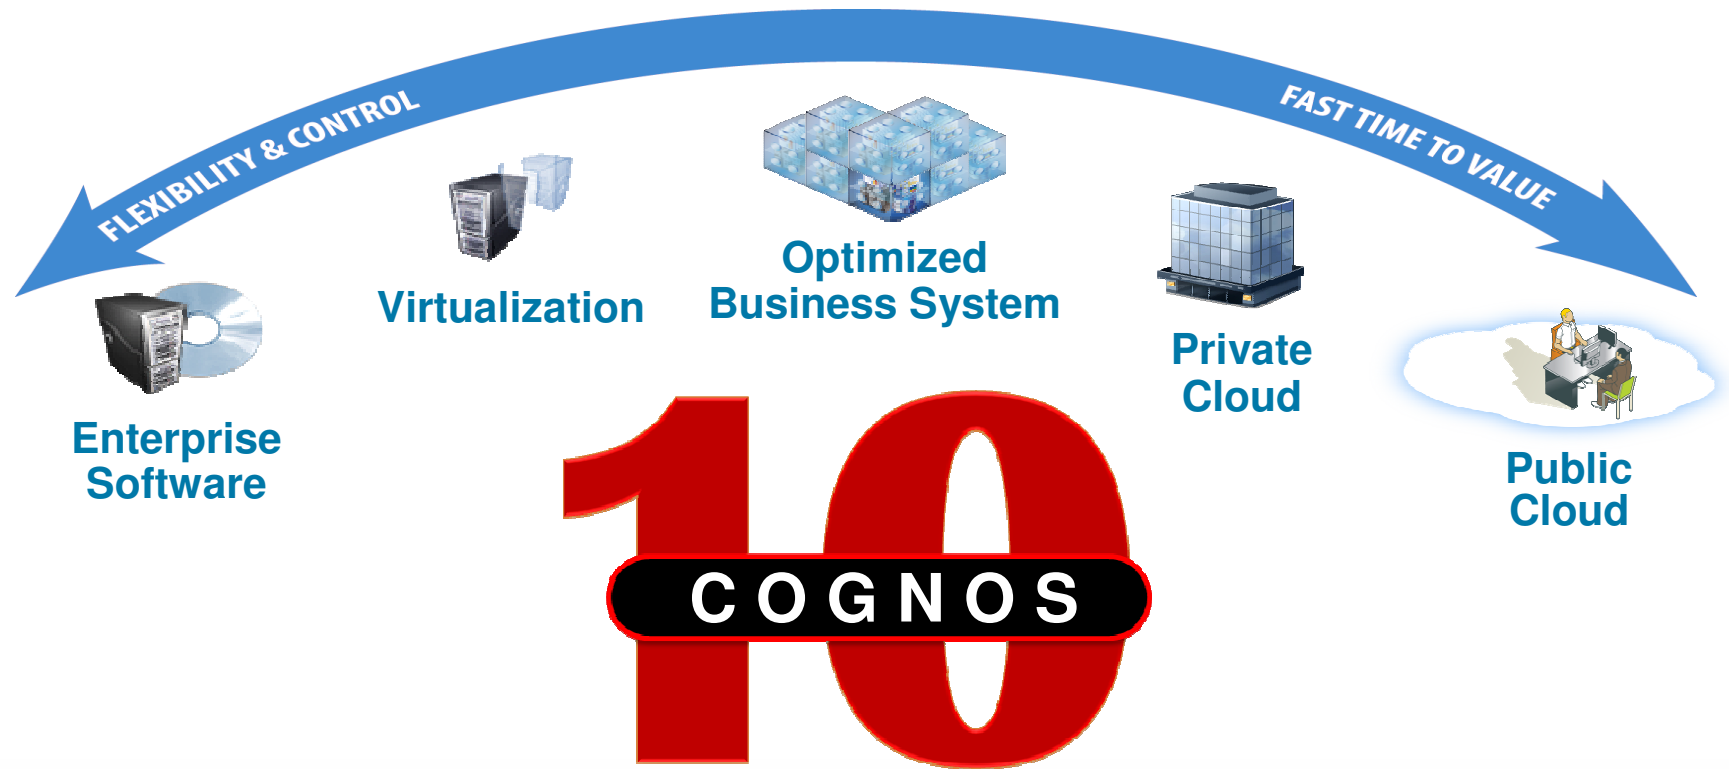 FLEXIBILITY & CONTROL
FAST TIME TO VALUE
Enterprise
Software
Virtualization
Optimized
Business System
Private
Cloud
Public
Cloud
10
COGNOS